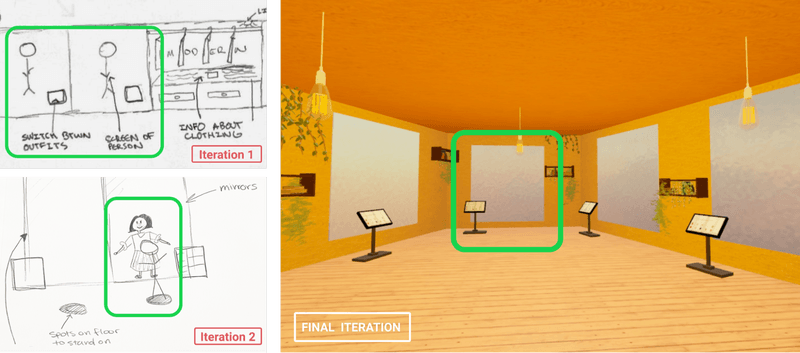 MODERN
SWITCH BTWN
OUTFITS
SCREEN OF
PERSON
INFO ABOUT
CLOTHING
Iteration 1
mirrors
spots on floor
to stand on
Iteration 2
FINAL ITERATION